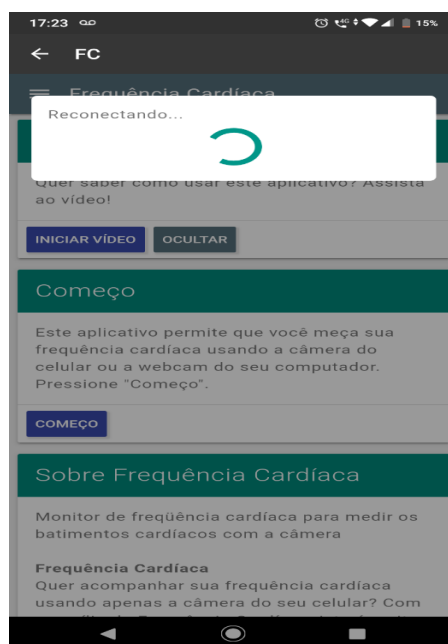 17:23 4G 15%
FC
Frequência Cardíaca
Reconectando...
Quer saber como usar este aplicativo? Assista
ao vídeo!
INICIAR VÍDEO OCULTAR
Começo
Este aplicativo permite que você meça sua
frequência cardíaca usando a câmera do
celular ou a webcam do seu computador.
Pressione "Começo".
COMEÇO
Sobre Frequência Cardíaca
Monitor de freqüência cardíaca para medir os
batimentos cardíacos com a câmera
Frequência Cardíaca
Quer acompanhar sua frequência cardíaca
usando apenas a câmera do seu celular? Com